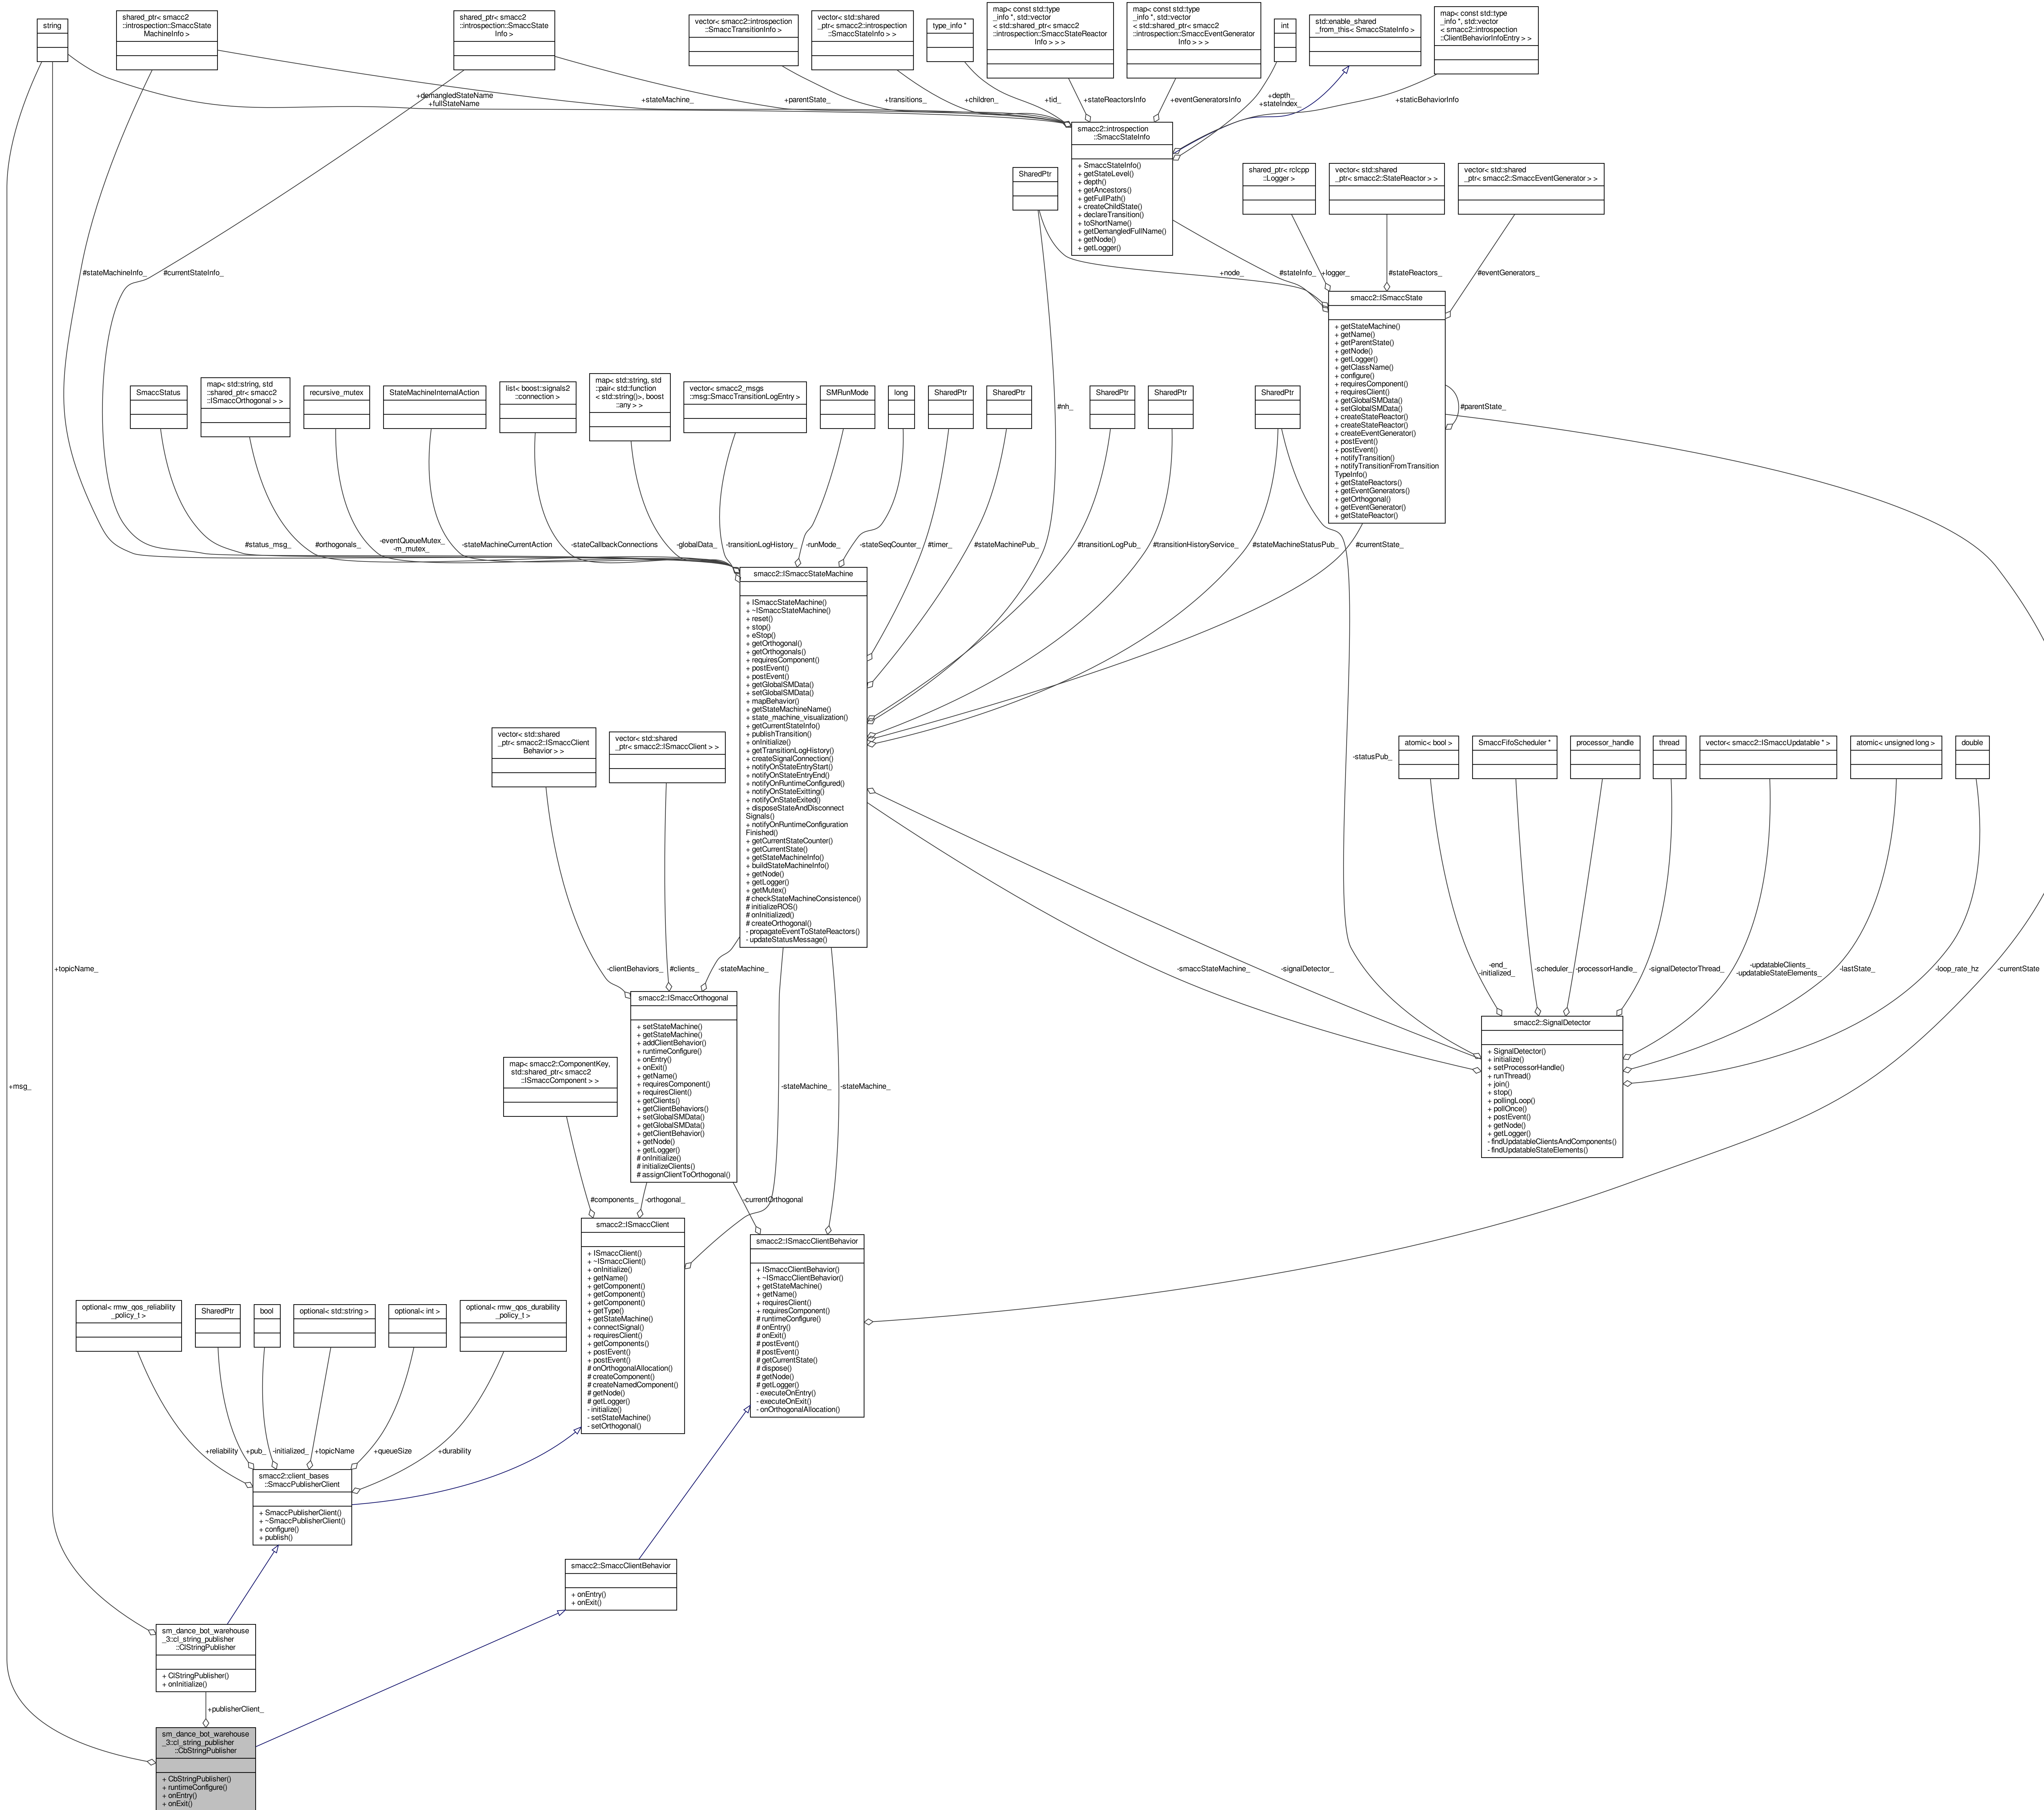 string
shared_ptr< smacc2
::introspection::SmaccState
MachineInfo >
shared_ptr< smacc2
::introspection::SmaccState
Info >
vector< smacc2::introspection
::SmaccTransitionInfo >
vector< std::shared
_ptr< smacc2::introspection
::SmaccStateInfo > >
type_info *
map< const std::type
_info *, std::vector
< std::shared_ptr< smacc2
::introspection::SmaccStateReactor
Info > > >
map< const std::type
_info *, std::vector
< std::shared_ptr< smacc2
::introspection::SmaccEventGenerator
Info > > >
int
std::enable_shared
_from_this< SmaccStateInfo >
map< const std::type
_info *, std::vector
< smacc2::introspection
::ClientBehaviorInfoEntry > >
+demangledStateName
+fullStateName
+stateMachine_
+parentState_
+transitions_
+children_
+tid_
+stateReactorsInfo
+eventGeneratorsInfo
+depth_
+stateIndex_
+staticBehaviorInfo
smacc2::introspection
::SmaccStateInfo
+ SmaccStateInfo()
+ getStateLevel()
+ depth()
+ getAncestors()
+ getFullPath()
+ createChildState()
+ declareTransition()
+ toShortName()
+ getDemangledFullName()
+ getNode()
+ getLogger()
SharedPtr
shared_ptr< rclcpp
::Logger >
vector< std::shared
_ptr< smacc2::StateReactor > >
vector< std::shared
_ptr< smacc2::SmaccEventGenerator > >
#stateMachineInfo_
#currentStateInfo_
+node_
#stateInfo_
+logger_
#stateReactors_
#eventGenerators_
smacc2::ISmaccState
+ getStateMachine()
+ getName()
+ getParentState()
+ getNode()
+ getLogger()
+ getClassName()
+ configure()
+ requiresComponent()
+ requiresClient()
+ getGlobalSMData()
+ setGlobalSMData()
+ createStateReactor()
+ createStateReactor()
+ createEventGenerator()
+ postEvent()
+ postEvent()
+ notifyTransition()
+ notifyTransitionFromTransition
TypeInfo()
+ getStateReactors()
+ getEventGenerators()
+ getOrthogonal()
+ getEventGenerator()
+ getStateReactor()
#parentState_
SmaccStatus
map< std::string, std
::shared_ptr< smacc2
::ISmaccOrthogonal > >
recursive_mutex
StateMachineInternalAction
list< boost::signals2
::connection >
map< std::string, std
::pair< std::function
< std::string()>, boost
::any > >
vector< smacc2_msgs
::msg::SmaccTransitionLogEntry >
SMRunMode
long
SharedPtr
SharedPtr
SharedPtr
SharedPtr
SharedPtr
#nh_
#status_msg_
#orthogonals_
-eventQueueMutex_
-m_mutex_
-stateMachineCurrentAction
-stateCallbackConnections
-globalData_
-transitionLogHistory_
-runMode_
-stateSeqCounter_
#timer_
#stateMachinePub_
#transitionLogPub_
#transitionHistoryService_
#stateMachineStatusPub_
#currentState_
smacc2::ISmaccStateMachine
+ ISmaccStateMachine()
+ ~ISmaccStateMachine()
+ reset()
+ stop()
+ eStop()
+ getOrthogonal()
+ getOrthogonals()
+ requiresComponent()
+ postEvent()
+ postEvent()
+ getGlobalSMData()
+ setGlobalSMData()
+ mapBehavior()
+ getStateMachineName()
+ state_machine_visualization()
+ getCurrentStateInfo()
+ publishTransition()
+ onInitialize()
+ getTransitionLogHistory()
+ createSignalConnection()
+ notifyOnStateEntryStart()
+ notifyOnStateEntryEnd()
+ notifyOnRuntimeConfigured()
+ notifyOnStateExitting()
+ notifyOnStateExited()
+ disposeStateAndDisconnect
Signals()
+ notifyOnRuntimeConfiguration
Finished()
+ getCurrentStateCounter()
+ getCurrentState()
+ getStateMachineInfo()
+ buildStateMachineInfo()
+ getNode()
+ getLogger()
+ getMutex()
# checkStateMachineConsistence()
# initializeROS()
# onInitialized()
# createOrthogonal()
- propagateEventToStateReactors()
- updateStatusMessage()
vector< std::shared
_ptr< smacc2::ISmaccClient
Behavior > >
vector< std::shared
_ptr< smacc2::ISmaccClient > >
-statusPub_
atomic< bool >
SmaccFifoScheduler *
processor_handle
thread
vector< smacc2::ISmaccUpdatable * >
atomic< unsigned long >
double
+topicName_
-clientBehaviors_
#clients_
-stateMachine_
-smaccStateMachine_
-signalDetector_
-end_
-initialized_
-scheduler_
-processorHandle_
-signalDetectorThread_
-updatableClients_
-updatableStateElements_
-lastState_
-loop_rate_hz
-currentState
smacc2::ISmaccOrthogonal
+ setStateMachine()
+ getStateMachine()
+ addClientBehavior()
+ runtimeConfigure()
+ onEntry()
+ onExit()
+ getName()
+ requiresComponent()
+ requiresClient()
+ getClients()
+ getClientBehaviors()
+ setGlobalSMData()
+ getGlobalSMData()
+ getClientBehavior()
+ getNode()
+ getLogger()
# onInitialize()
# initializeClients()
# assignClientToOrthogonal()
smacc2::SignalDetector
+ SignalDetector()
+ initialize()
+ setProcessorHandle()
+ runThread()
+ join()
+ stop()
+ pollingLoop()
+ pollOnce()
+ postEvent()
+ getNode()
+ getLogger()
- findUpdatableClientsAndComponents()
- findUpdatableStateElements()
map< smacc2::ComponentKey,
std::shared_ptr< smacc2
::ISmaccComponent > >
+msg_
-stateMachine_
-stateMachine_
#components_
-orthogonal_
-currentOrthogonal
smacc2::ISmaccClient
+ ISmaccClient()
+ ~ISmaccClient()
+ onInitialize()
+ getName()
+ getComponent()
+ getComponent()
+ getComponent()
+ getType()
+ getStateMachine()
+ connectSignal()
+ requiresClient()
+ getComponents()
+ postEvent()
+ postEvent()
# onOrthogonalAllocation()
# createComponent()
# createNamedComponent()
# getNode()
# getLogger()
- initialize()
- setStateMachine()
- setOrthogonal()
smacc2::ISmaccClientBehavior
+ ISmaccClientBehavior()
+ ~ISmaccClientBehavior()
+ getStateMachine()
+ getName()
+ requiresClient()
+ requiresComponent()
# runtimeConfigure()
# onEntry()
# onExit()
# postEvent()
# postEvent()
# getCurrentState()
# dispose()
# getNode()
# getLogger()
- executeOnEntry()
- executeOnExit()
- onOrthogonalAllocation()
optional< rmw_qos_reliability
_policy_t >
SharedPtr
bool
optional< std::string >
optional< int >
optional< rmw_qos_durability
_policy_t >
+reliability
+pub_
-initialized_
+topicName
+queueSize
+durability
smacc2::client_bases
::SmaccPublisherClient
+ SmaccPublisherClient()
+ ~SmaccPublisherClient()
+ configure()
+ publish()
smacc2::SmaccClientBehavior
+ onEntry()
+ onExit()
sm_dance_bot_warehouse
_3::cl_string_publisher
::ClStringPublisher
+ ClStringPublisher()
+ onInitialize()
+publisherClient_
sm_dance_bot_warehouse
_3::cl_string_publisher
::CbStringPublisher
+ CbStringPublisher()
+ runtimeConfigure()
+ onEntry()
+ onExit()